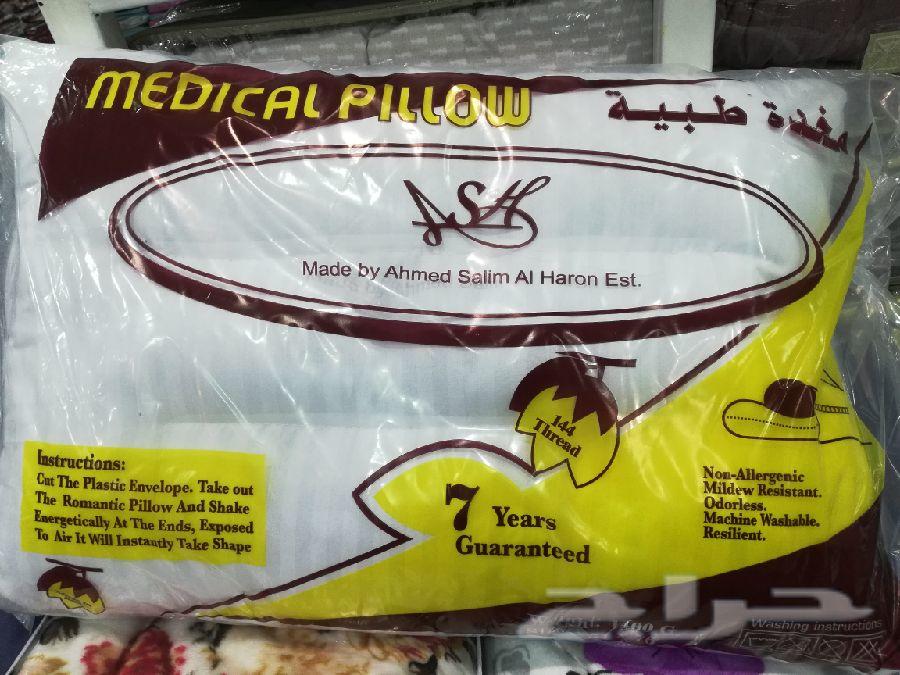 MEDICAL PILLOW
مخدة طبية
ASH
Made by Ahmed Salim Al Haron Est.
144
Thread
Instructions:
Cut The Plastic Envelope. Take out
The Romantic Pillow And Shake
Energetically At The Ends, Exposed
To Air It Will Instantly Take Shape
7 Years
Guaranteed
Non-Allergenic
Mildew Resistant.
Odorless.
Machine Washable.
Resilient.
حراج
Weight: 1400 G.
Washing instructions